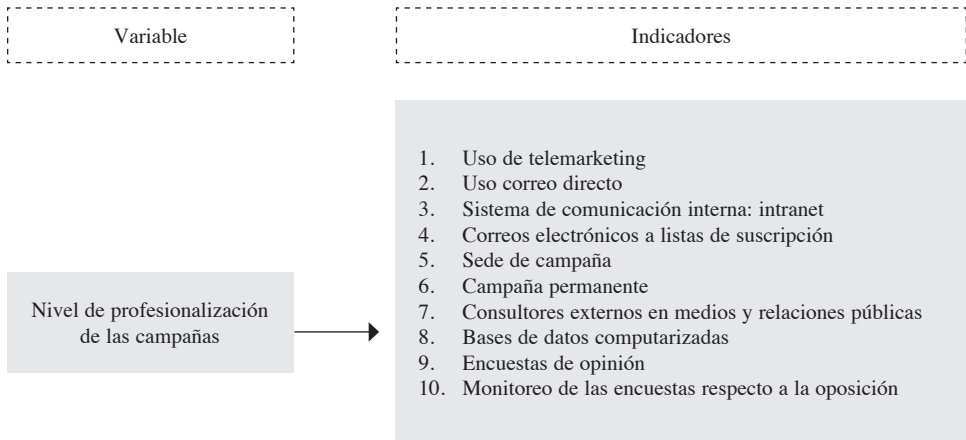 Variable
Indicadores
Nivel de profesionalización
de las campañas
1. Uso de telemarketing
2. Uso correo directo
3. Sistema de comunicación interna: intranet
4. Correos electrónicos a listas de suscripción
5. Sede de campaña
6. Campaña permanente
7. Consultores externos en medios y relaciones públicas
8. Bases de datos computarizadas
9. Encuestas de opinión
10. Monitoreo de las encuestas respecto a la oposición